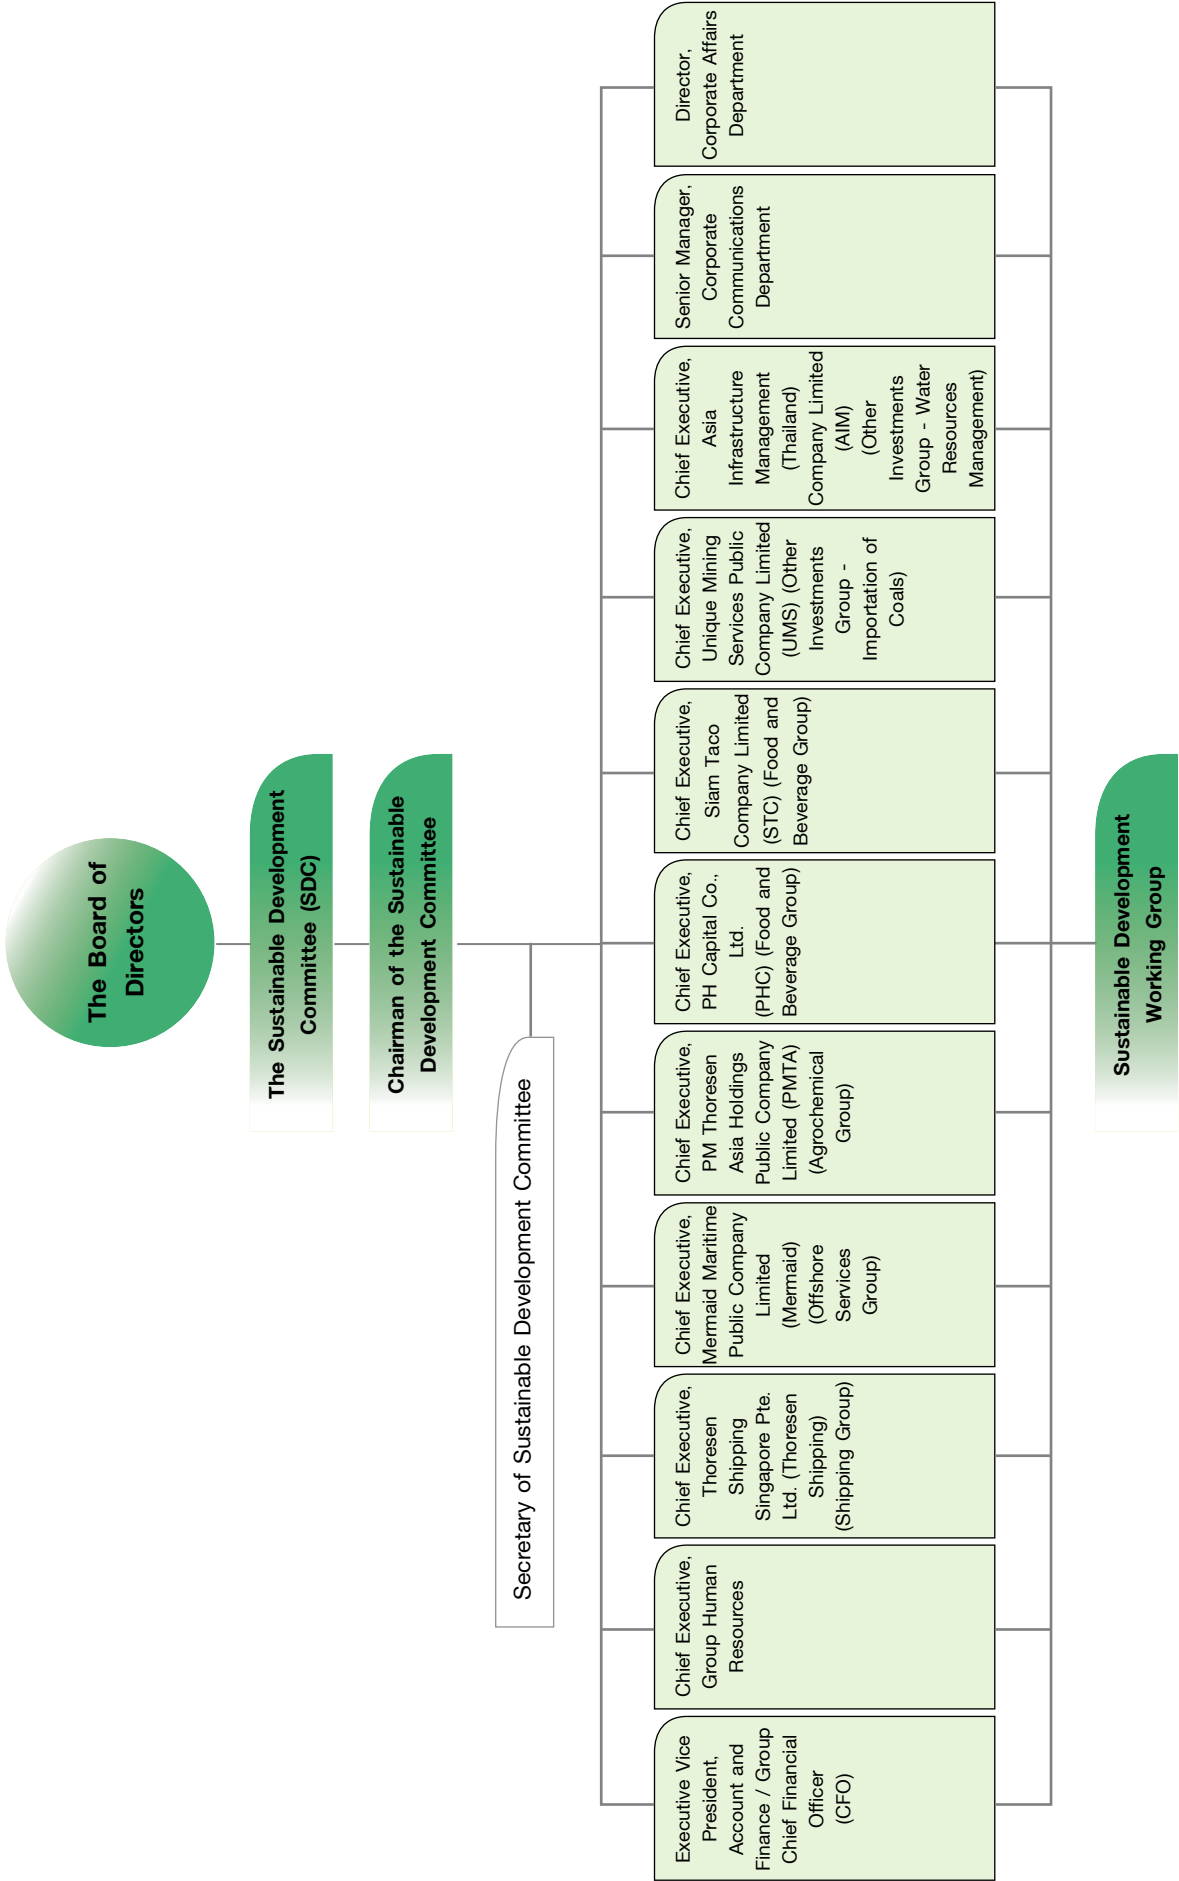 The Board of
Directors
The Sustainable Development
Committee (SDC)
Chairman of the Sustainable
Development Committee
Secretary of Sustainable Development Committee
Executive Vice
President,
Account and
Finance / Group
Chief Financial
Officer
(CFO)
Chief Executive,
Group Human
Resources
Chief Executive,
Thoresen
Shipping
Singapore Pte.
Ltd. (Thoresen
Shipping)
(Shipping Group)
Chief Executive,
Mermaid Maritime
Public Company
Limited
(Mermaid)
(Offshore
Services
Group)
Chief Executive,
PM Thoresen
Asia Holdings
Public Company
Limited (PMTA)
(Agrochemical
Group)
Chief Executive,
PH Capital Co.,
Ltd.
(PHC) (Food and
Beverage Group)
Chief Executive,
Siam Taco
Company Limited
(STC) (Food and
Beverage Group)
Chief Executive,
Unique Mining
Services Public
Company Limited
(UMS) (Other
Investments
Group -
Importation of
Coals)
Chief Executive,
Asia
Infrastructure
Management
(Thailand)
Company Limited
(AIM)
(Other
Investments
Group - Water
Resources
Management)
Senior Manager,
Corporate
Communications
Department
Director,
Corporate Affairs
Department
Sustainable Development
Working Group